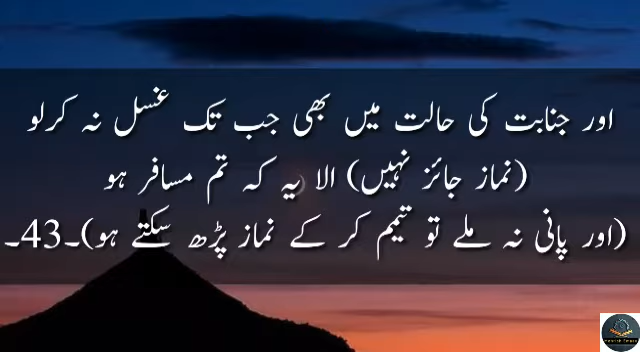 اور جنابت کی حالت میں بھی جب تک غسل نہ کرلو
(نماز جائز نہیں) الا یہ کہ تم مسافر ہو
(اور پانی نہ ملے تو تیمم کر کے نماز پڑھ سکتے ہو)۔43۔